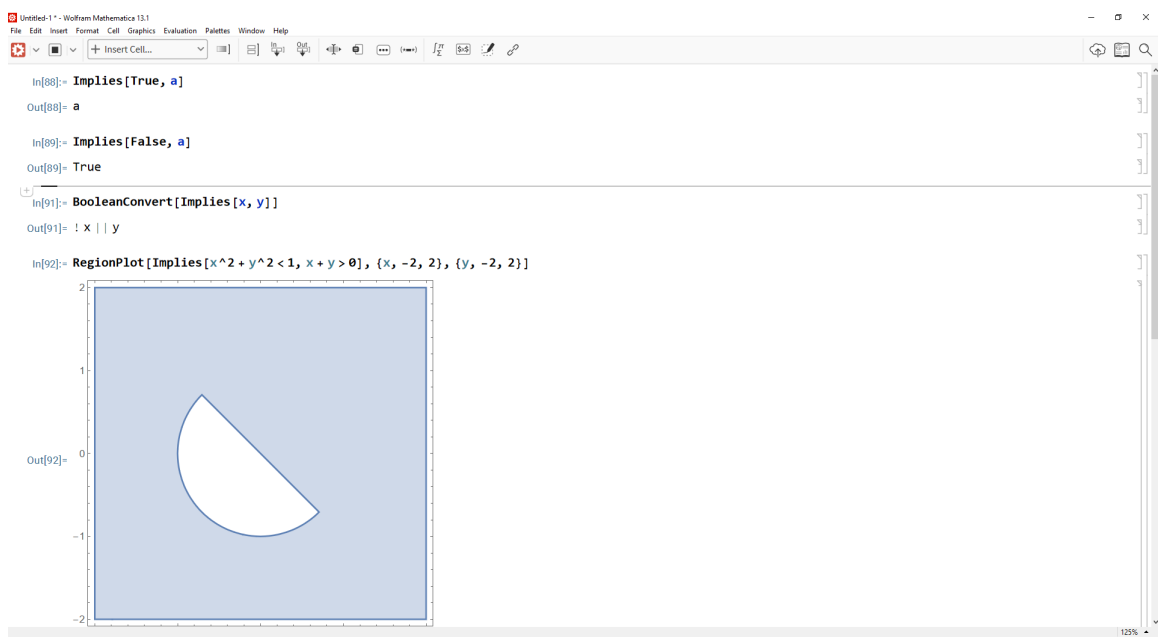 Untitled-1 * - Wolfram Mathematica 13.1
File Edit Insert Format Cell Graphics Evaluation Palettes Window Help
Insert Cell...
In Out
In[88]:= Implies[True, a]
Out[88]= a
In[89]:= Implies[False, a]
Out[89]= True
In[91]:= BooleanConvert[Implies[x, y]]
Out[91]= ! x || y
In[92]:= RegionPlot[Implies[x^2 + y^2 < 1, x + y > 0], {x, -2, 2}, {y, -2, 2}]
2
1
Out[92]= 0
-1
-2
125%